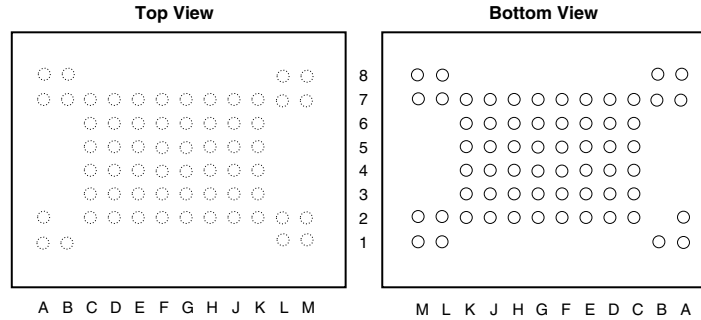 Top View
Bottom View
8
7
6
5
4
3
2
1
A B C D E F G H J K L M
M L K J H G F E D C B A